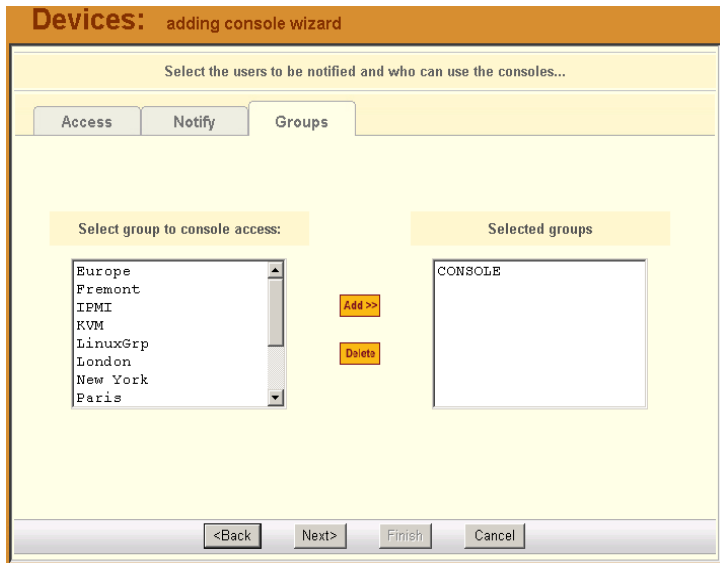 Devices: adding console wizard
Select the users to be notified and who can use the consoles...
Access Notify Groups
Select group to console access:
Selected groups
Europe
Fremont
IPMI
KVM
LinuxGrp
London
New York
Paris
Add >>
Delete
CONSOLE
<Back Next> Finish Cancel